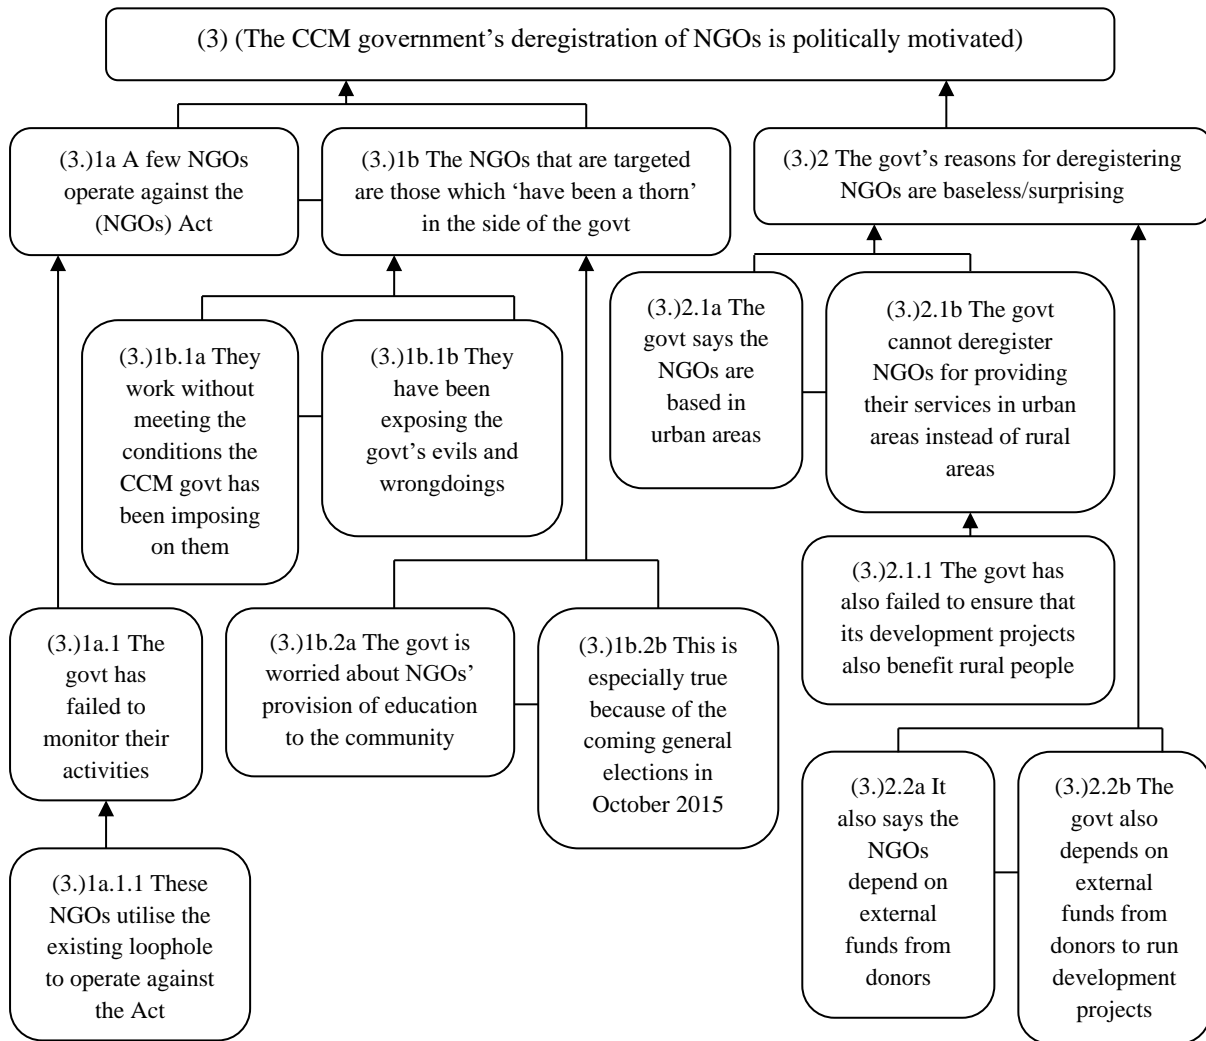 (3) (The CCM government’s deregistration of NGOs is politically motivated)
(3.)1a A few NGOs
operate against the
(NGOs) Act
(3.)1b The NGOs that are targeted
are those which ‘have been a thorn’
in the side of the govt
(3.)2 The govt’s reasons for deregistering
NGOs are baseless/surprising
(3.)1b.1a They
work without
meeting the
conditions the
CCM govt has
been imposing
on them
(3.)1b.1b They
have been
exposing the
govt’s evils and
wrongdoings
(3.)2.1a The
govt says the
NGOs are
based in
urban areas
(3.)2.1b The govt
cannot deregister
NGOs for providing
their services in urban
areas instead of rural
areas
(3.)2.1.1 The govt has
also failed to ensure that
its development projects
also benefit rural people
(3.)1a.1 The
govt has
failed to
monitor their
activities
(3.)1b.2a The govt is
worried about NGOs’
provision of education
to the community
(3.)1b.2b This is
especially true
because of the
coming general
elections in
October 2015
(3.)2.2a It
also says the
NGOs
depend on
external
funds from
donors
(3.)2.2b The
govt also
depends on
external
funds from
donors to run
development
projects
(3.)1a.1.1 These
NGOs utilise the
existing loophole
to operate against
the Act